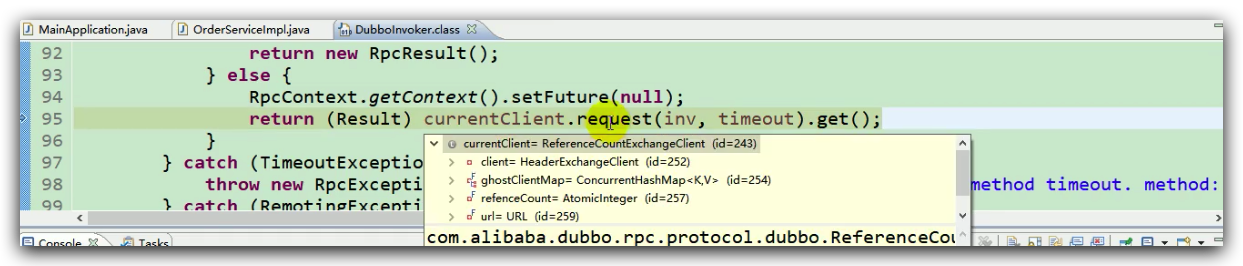 MainApplication.java OrderServiceImpl.java DubboInvoker.class
92 return new RpcResult();
93 } else {
94 RpcContext.getContext().setFuture(null);
95 return (Result) currentClient.request(inv, timeout).get();
96 }
currentClient= ReferenceCountExchangeClient (id=243)
97 } catch (TimeoutExceptio
client= HeaderExchangeClient (id=252)
98 throw new RpcExcepti method timeout. method:
ghostClientMap= ConcurrentHashMap<K,V> (id=254)
99 } catch (RemotingExcepti
refenceCount= AtomicInteger (id=257)
url= URL (id=259)
com.alibaba.dubbo.rpc.protocol.dubbo.ReferenceCou
Console Tasks